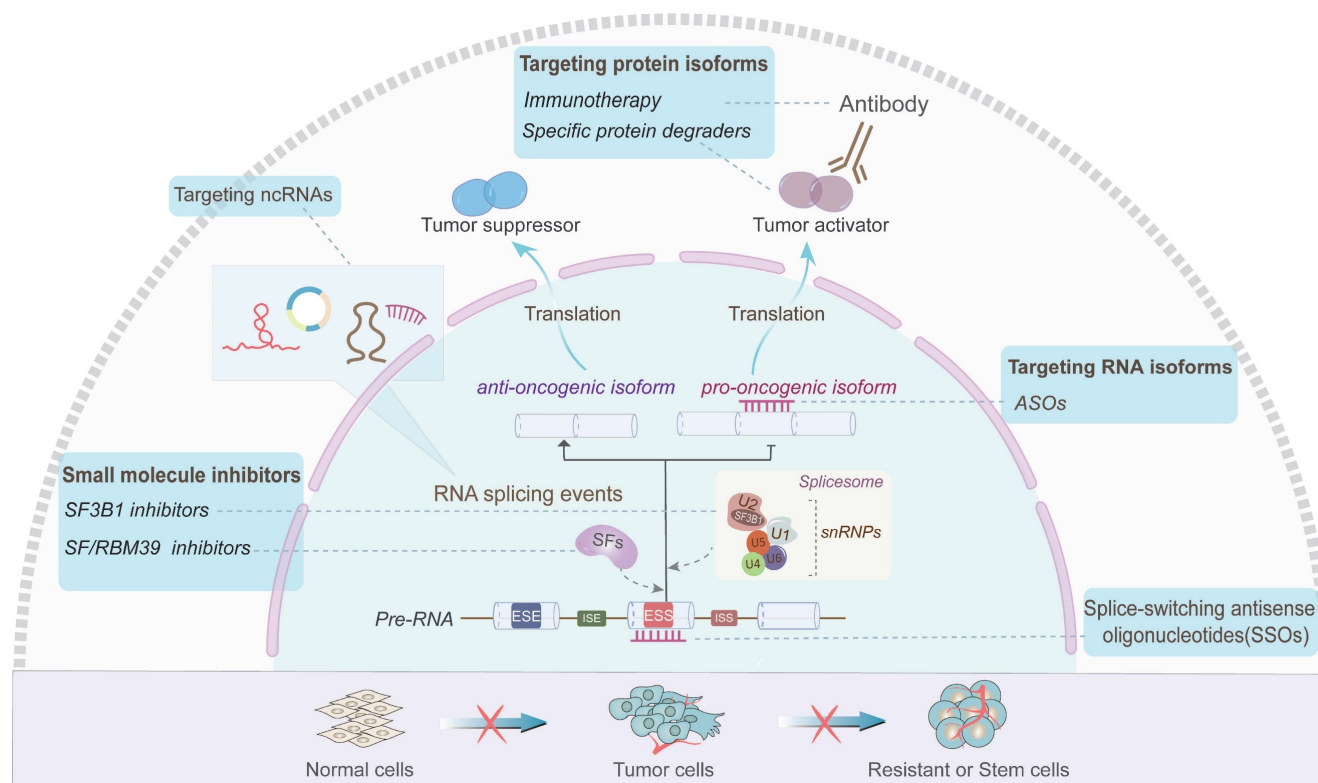 Targeting protein isoforms
Immunotherapy
Specific protein degraders
Antibody
Targeting ncRNAs
Tumor suppressor
Tumor activator
Translation
Translation
anti-oncogenic isoform
pro-oncogenic isoform
Targeting RNA isoforms
ASOs
Small molecule inhibitors
SF3B1 inhibitors
SF/RBM39 inhibitors
RNA splicing events
Splicesome
U2
SF3B1
U1
U5
U4
U6
snRNPs
SFs
Pre-RNA
ESE
ISE
ESS
ISS
Splice-switching antisense
oligonucleotides(SSOs)
Normal cells
Tumor cells
Resistant or Stem cells